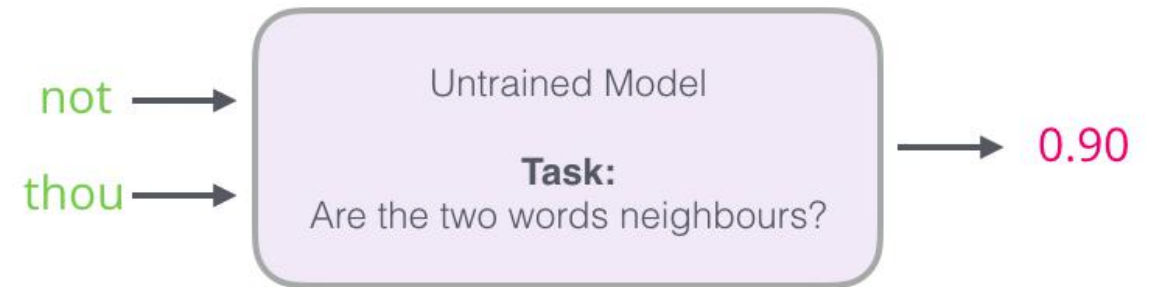 not
thou
Untrained Model
Task:
Are the two words neighbours?
0.90